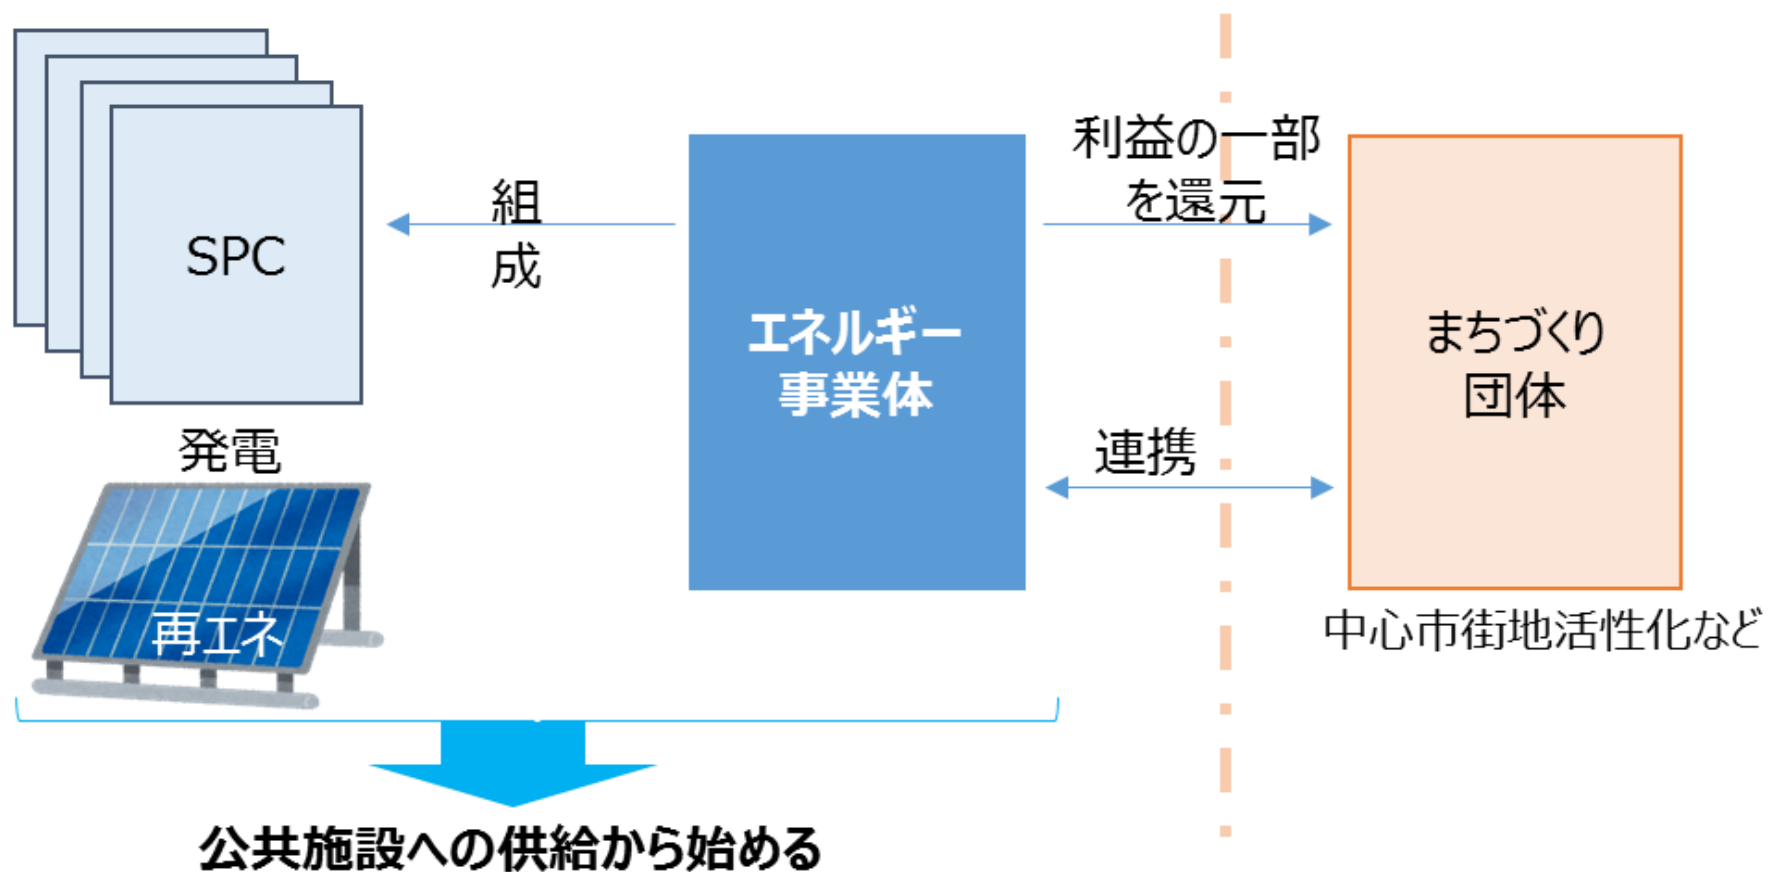 SPC
発電
再エネ
組
成
エネルギー
事業体
利益の一部
を還元
連携
まちづくり
団体
中心市街地活性化など
公共施設への供給から始める